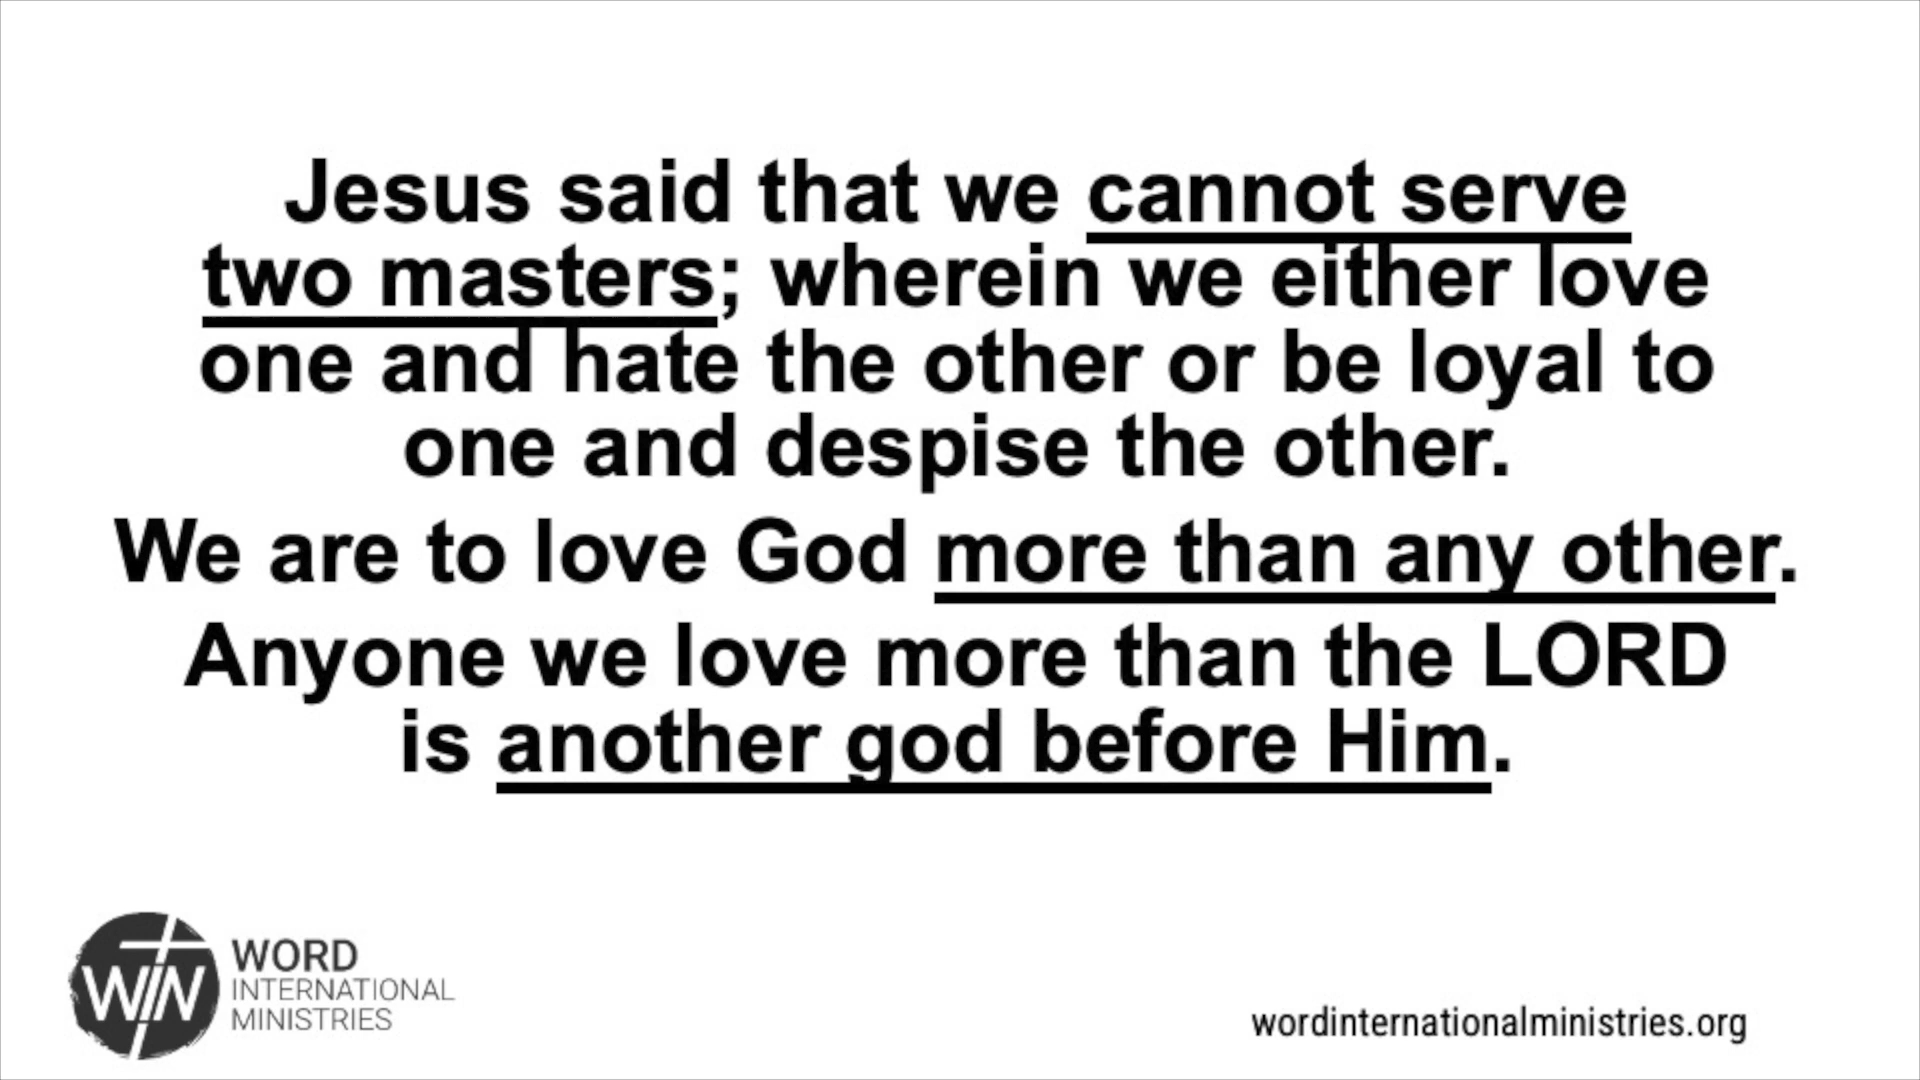 Jesus said that we cannot serve
two masters; wherein we either love
one and hate the other or be loyal to
one and despise the other.
We are to love God more than any other.
Anyone we love more than the LORD
is another god before Him.
WIN
WORD
INTERNATIONAL
MINISTRIES
wordinternationalministries.org